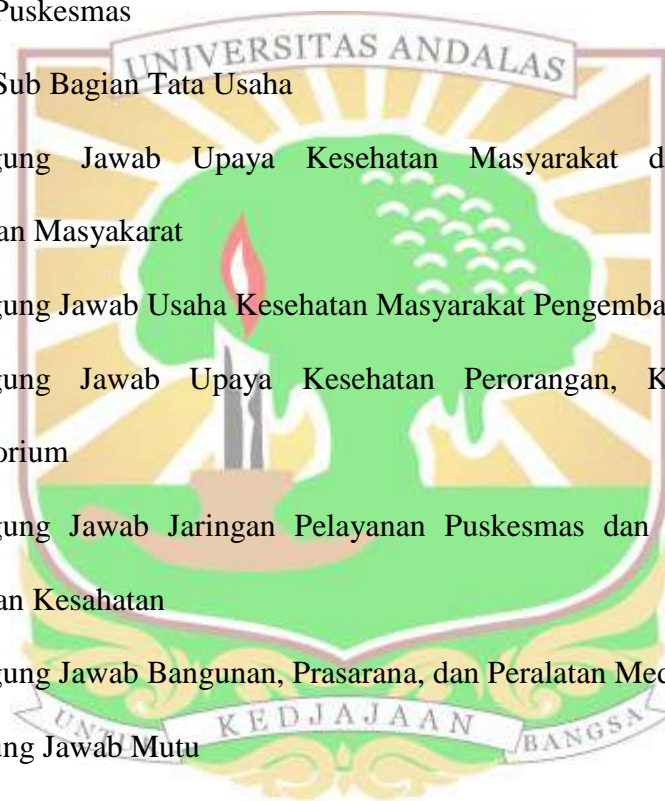 Puskesmas
UNIVERSITAS ANDALAS
Sub Bagian Tata Usaha
gung Jawab Upaya Kesehatan Masyarakat d
an Masyakarat
gung Jawab Usaha Kesehatan Masyarakat Pengemba
gung Jawab Upaya Kesehatan Perorangan, K
orium
gung Jawab Jaringan Pelayanan Puskesmas dan
an Kesahatan
gung Jawab Bangunan, Prasarana, dan Peralatan Med
UNTUK KEDJAJAAN BANGSA
ung Jawab Mutu